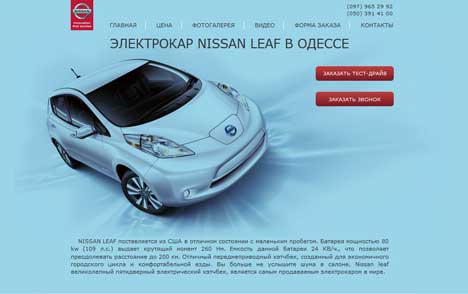 (097) 965 29 92
(050) 391 41 00
ГЛАВНАЯ ЦЕНА ФОТОГАЛЕРЕЯ ВИДЕО ФОРМА ЗАКАЗА КОНТАКТЫ
ЭЛЕКТРОКАР NISSAN LEAF В ОДЕССЕ
ЗАКАЗАТЬ ТЕСТ-ДРАЙВ
ЗАКАЗАТЬ ЗВОНОК
NISSAN LEAF поставляется из США в отличном состоянии с маленьким пробегом. Батарея мощностью 80
kw (109 л.с.) выдает крутящий момент 260 Нм. Емкость данной батареи 24 КВ/ч., что позволяет
преодолевать расстояние до 200 км. Отличный переднеприводный хэтчбек, созданный для экономичного
городского цикла и комфортабельной езды. Вы больше не услышите шума в салоне. Nissan leaf
великолепный пятидверный электрический хэтчбек, является самым продаваемым электрокаром в мире.